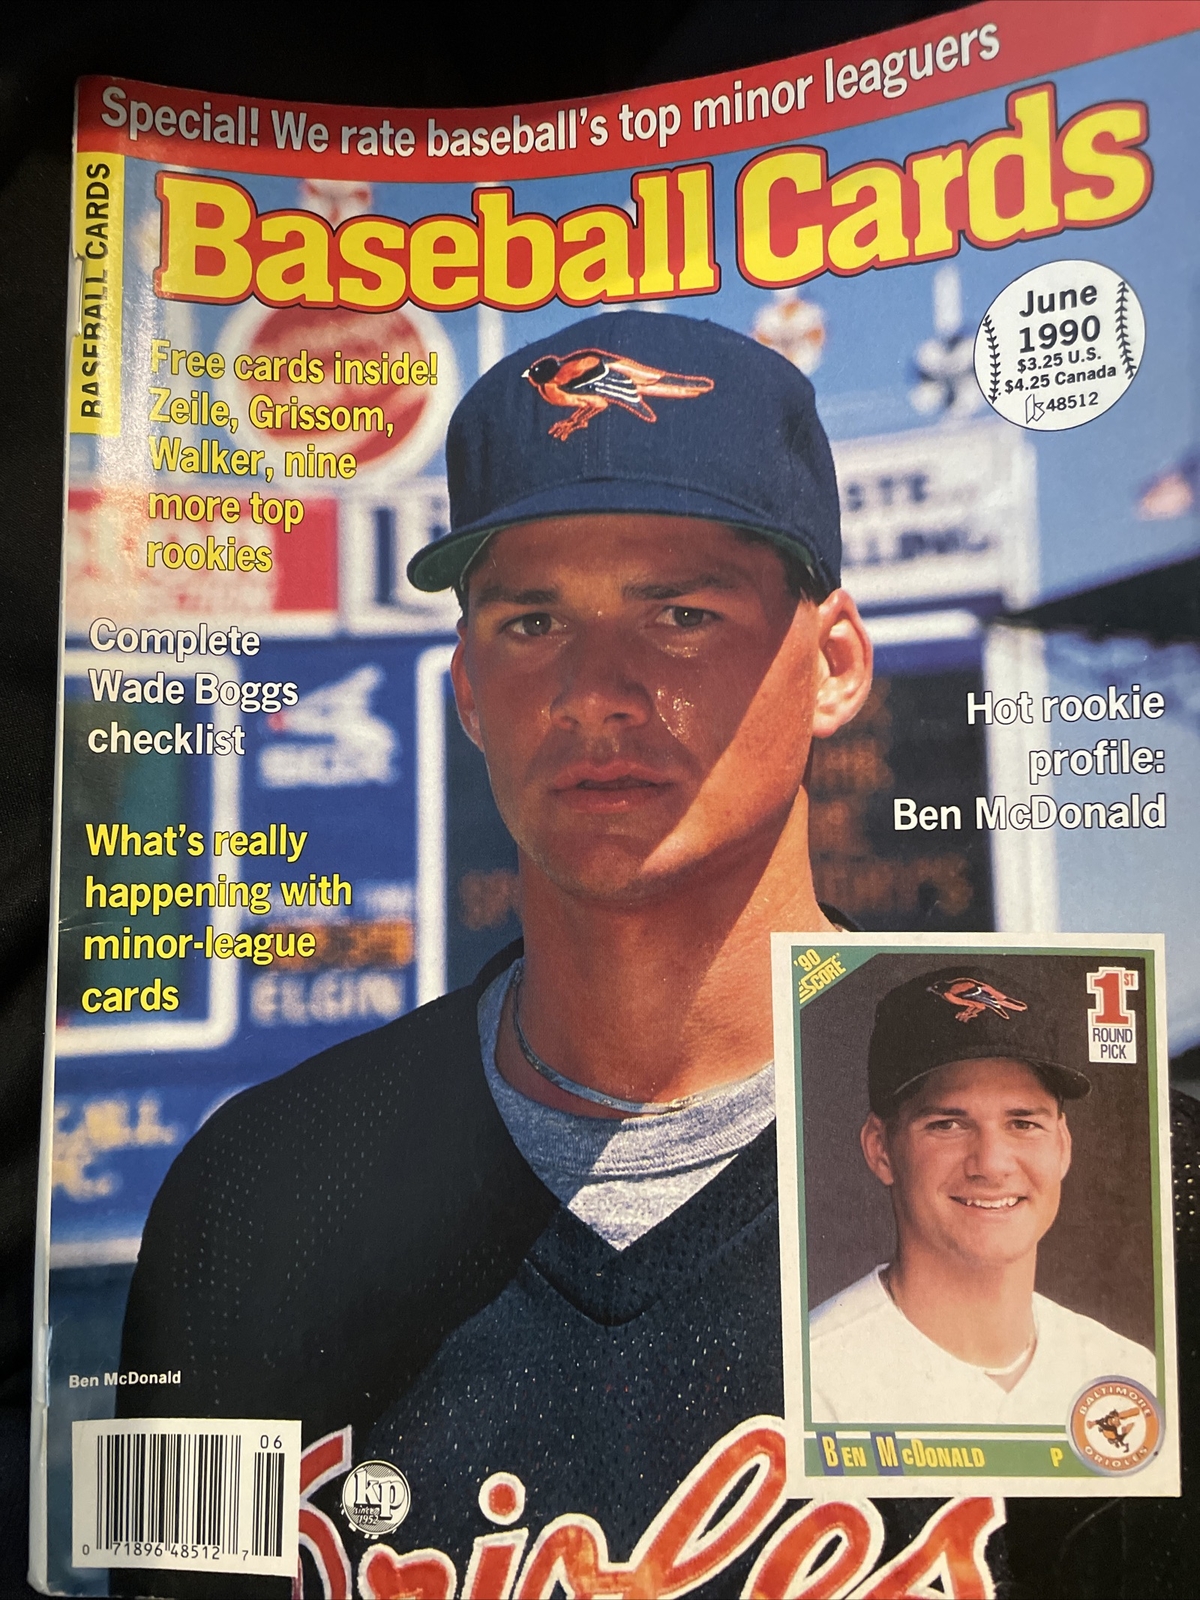 Special! We rate baseball's top minor leaguers
BASEBALL CARDS
Baseball Cards
June
1990
$3.25 U.S.
$4.25 Canada
48512
Free cards inside!
Zeile, Grissom,
Walker, nine
more top
rookies
Complete
Wade Boggs
checklist
Hot rookie
profile:
Ben McDonald
What's really
happening with
minor-league
cards
ELGIN
'90
SCORE
1ST
ROUND
PICK
BEN MCDONALD P
BALTIMORE
ORIOLES
Ben McDonald
06
0 71896 48512 7
kp
since
1952
Orioles